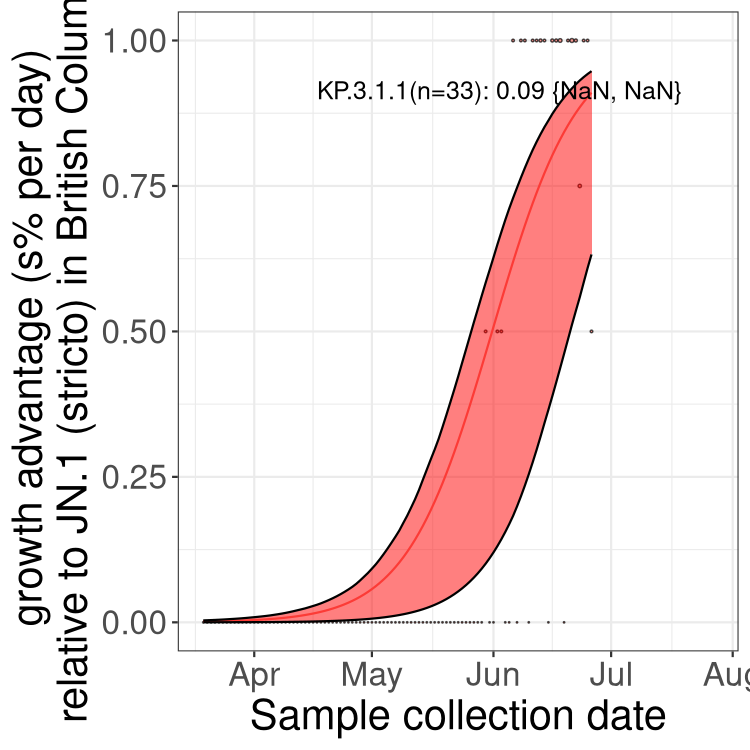 growth advantage (s% per day)
relative to JN.1 (stricto) in British Colum
1.00
0.75
0.50
0.25
0.00
KP.3.1.1(n=33): 0.09 {NaN, NaN}
Apr May Jun Jul Aug
Sample collection date